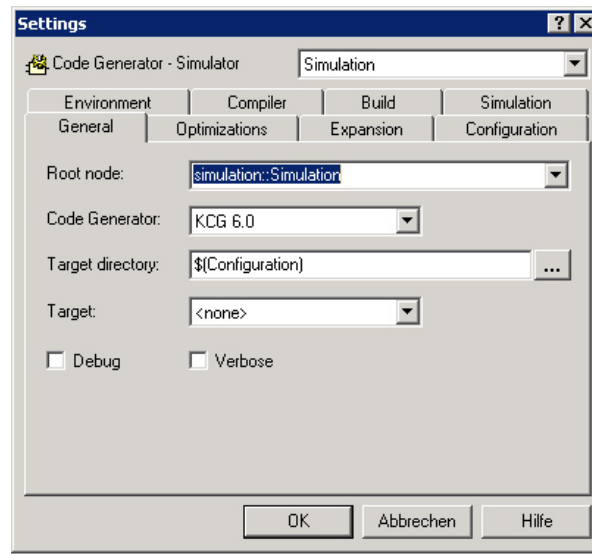 Settings
Code Generator - Simulator Simulation
Environment Compiler Build Simulation
General Optimizations Expansion Configuration
Root node: simulation::Simulation
Code Generator: KCG 6.0
Target directory: $(Configuration) ...
Target: <none>
Debug Verbose
OK Abbrechen Hilfe